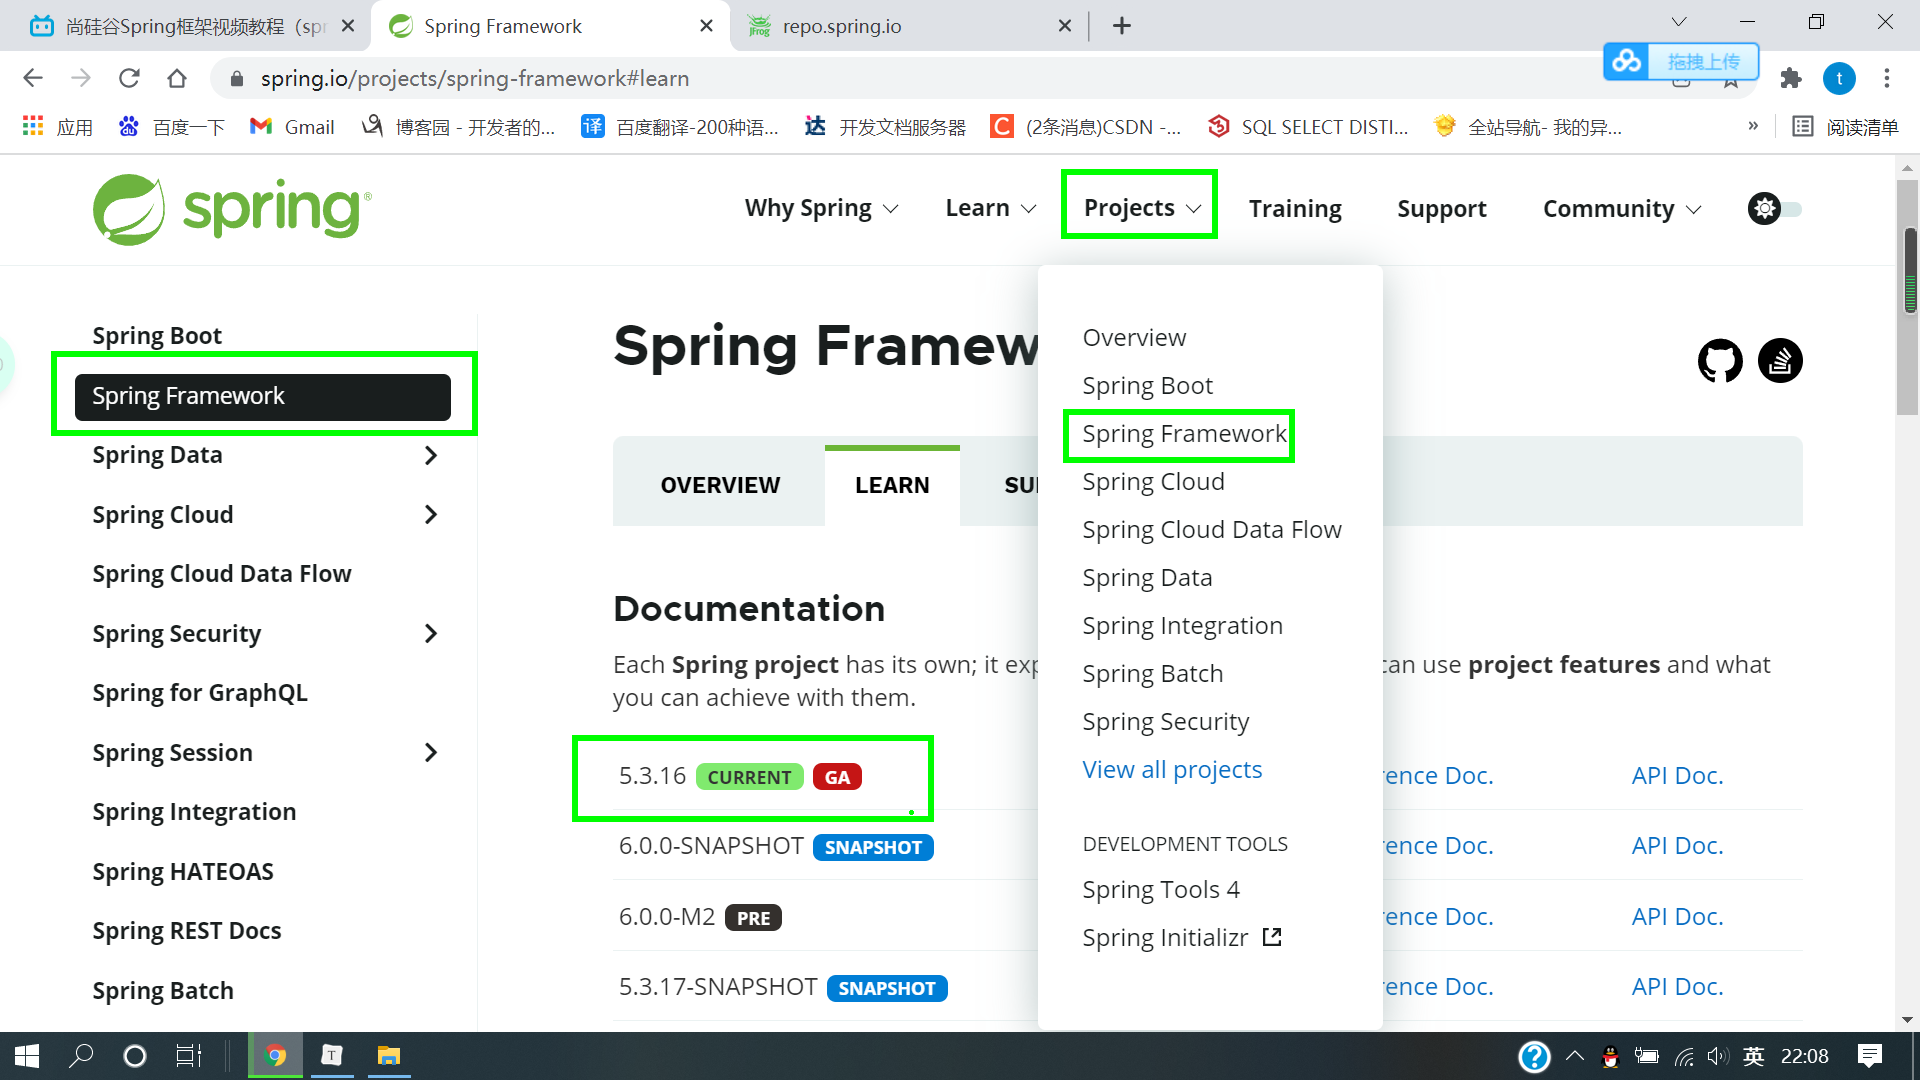 尚硅谷Spring框架视频教程（spr
Spring Framework
repo.spring.io
spring.io/projects/spring-framework#learn
拖拽上传
t
应用
百度一下
Gmail
博客园 - 开发者的...
译 百度翻译-200种语...
达 开发文档服务器
C (2条消息)CSDN -...
SQL SELECT DISTI...
全站导航- 我的异...
»
阅读清单
spring®
Why Spring
Learn
Projects
Training
Support
Community
Spring Boot
Spring Framework
Spring Data
Spring Cloud
Spring Cloud Data Flow
Spring Security
Spring for GraphQL
Spring Session
Spring Integration
Spring HATEOAS
Spring REST Docs
Spring Batch
Spring Framew
OVERVIEW
LEARN
SU
Documentation
Each Spring project has its own; it exp can use project features and what
you can achieve with them.
5.3.16 CURRENT GA
rence Doc.
API Doc.
6.0.0-SNAPSHOT SNAPSHOT
rence Doc.
API Doc.
6.0.0-M2 PRE
rence Doc.
API Doc.
5.3.17-SNAPSHOT SNAPSHOT
rence Doc.
API Doc.
Overview
Spring Boot
Spring Framework
Spring Cloud
Spring Cloud Data Flow
Spring Data
Spring Integration
Spring Batch
Spring Security
View all projects
DEVELOPMENT TOOLS
Spring Tools 4
Spring Initializr
T
?
英
22:08